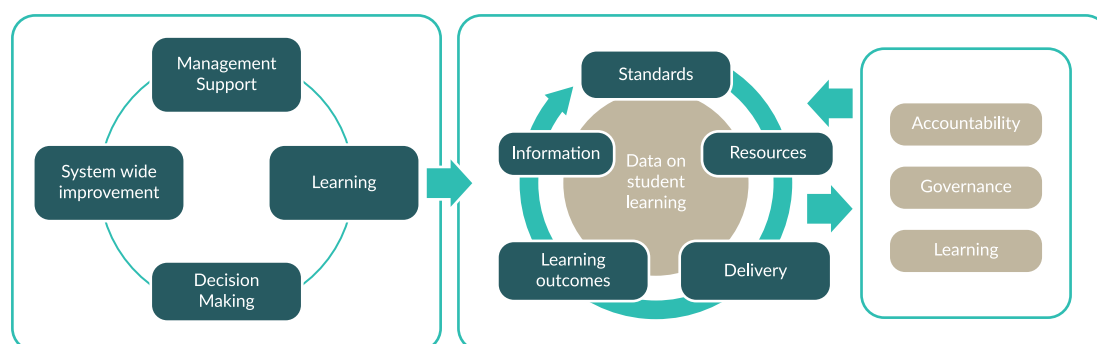 Management
Support
System wide
improvement
Learning
Decision
Making
Standards
Information
Resources
Data on
student
learning
Learning
outcomes
Delivery
Accountability
Governance
Learning